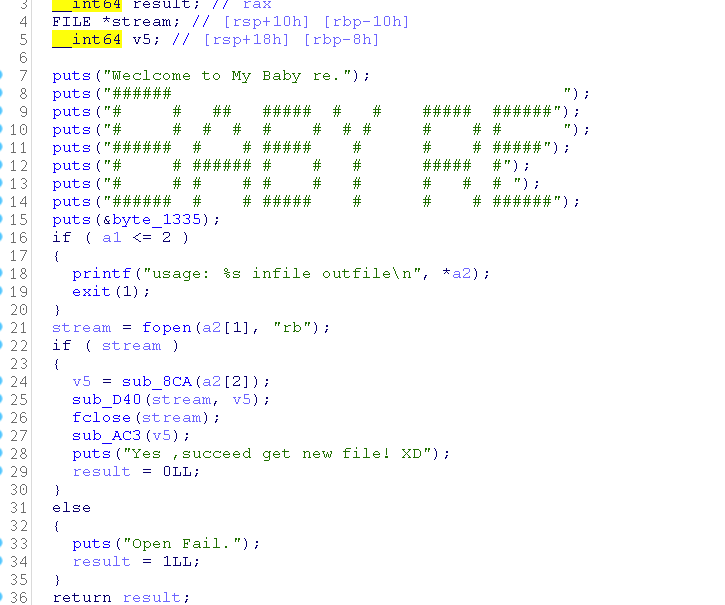 3 __int64 result; // rax
4 FILE *stream; // [rsp+10h] [rbp-10h]
5 __int64 v5; // [rsp+18h] [rbp-8h]
6
7 puts("Weclcome to My Baby re.");
8 puts("######                                       ");
9 puts("#     #   ##   #####  #   #    #####  ######");
10 puts("#     #  #  #  #    #  # #     #    # #      ");
11 puts("###### #    # #####    #      #    # #####");
12 puts("#     # ###### #    #   #      #####  #");
13 puts("#     # #    # #    #   #      #   #  # ");
14 puts("###### #    # #####    #      #    # ######");
15 puts(&byte_1335);
16 if ( a1 <= 2 )
17 {
18   printf("usage: %s infile outfile\n", *a2);
19   exit(1);
20 }
21 stream = fopen(a2[1], "rb");
22 if ( stream )
23 {
24   v5 = sub_8CA(a2[2]);
25   sub_D40(stream, v5);
26   fclose(stream);
27   sub_AC3(v5);
28   puts("Yes ,succeed get new file! XD");
29   result = 0LL;
30 }
31 else
32 {
33   puts("Open Fail.");
34   result = 1LL;
35 }
36 return result;